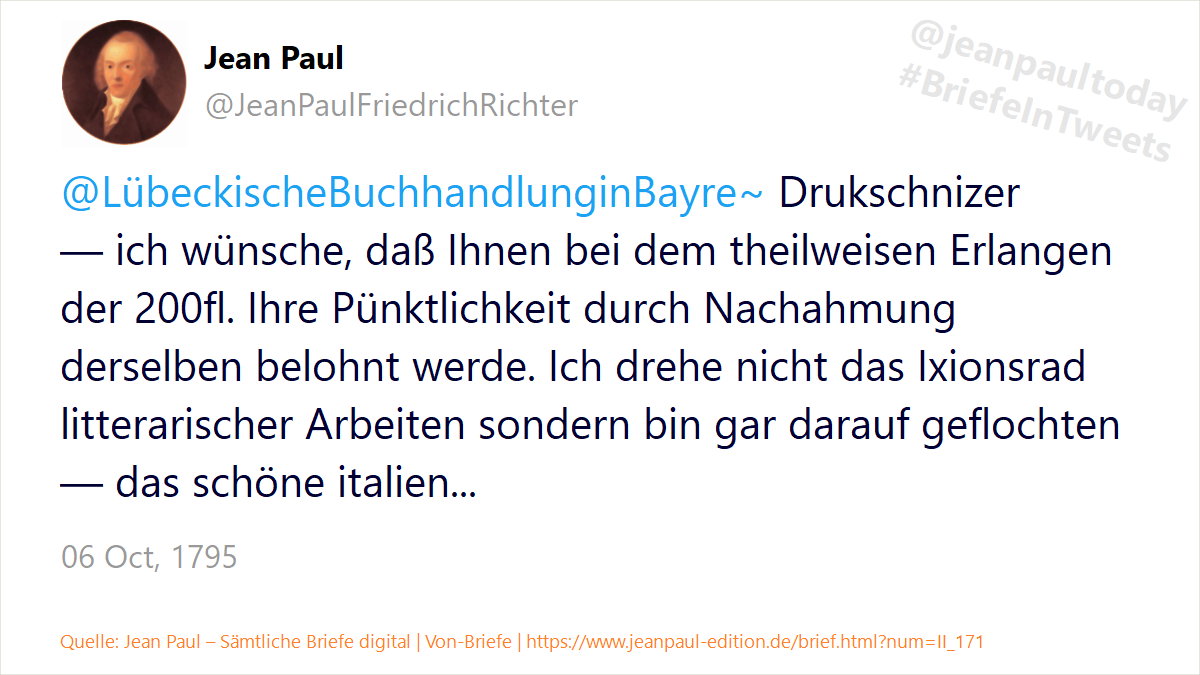 Jean Paul
@JeanPaulFriedrichRichter
@jeanpaultoday
#BriefeInTweets
@LübeckischeBuchhandlunginBayre~ Drukschnizer
— ich wünsche, daß Ihnen bei dem theilweisen Erlangen
der 200fl. Ihre Pünktlichkeit durch Nachahmung
derselben belohnt werde. Ich drehe nicht das Ixionsrad
litterarischer Arbeiten sondern bin gar darauf geflochten
— das schöne italien...
06 Oct, 1795
Quelle: Jean Paul – Sämtliche Briefe digital | Von-Briefe | https://www.jeanpaul-edition.de/brief.html?num=II_171